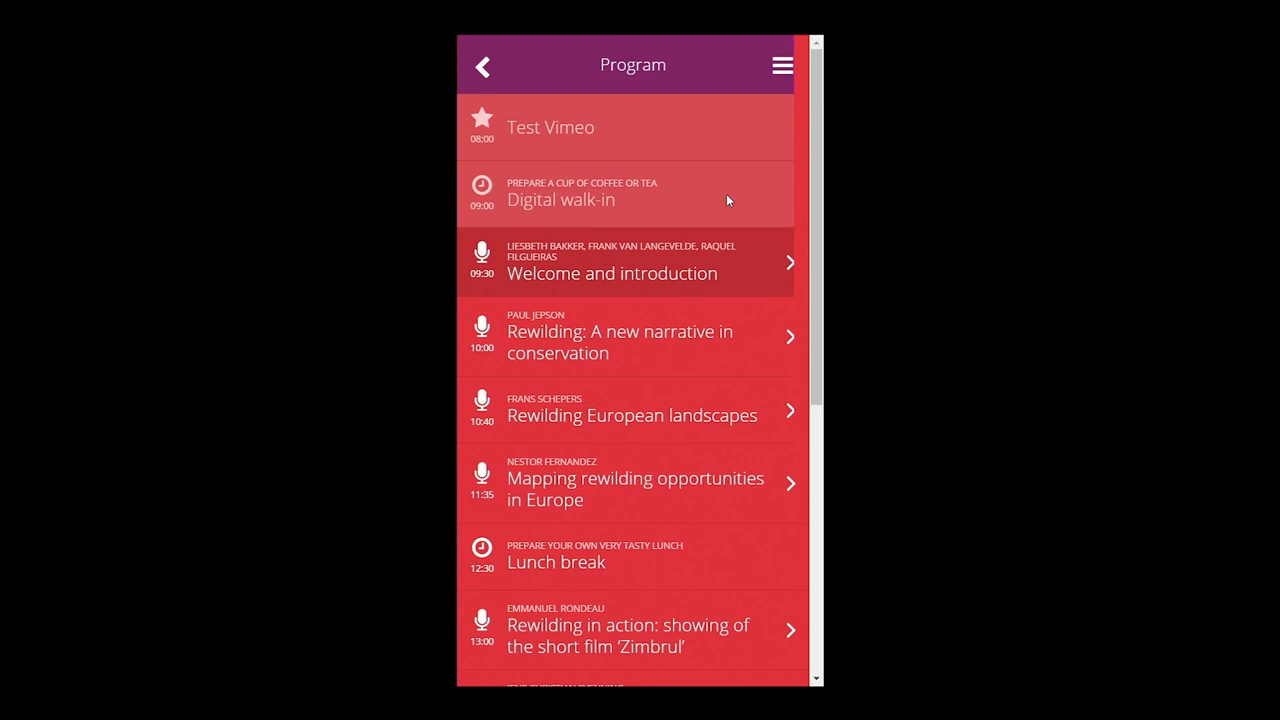 Program
Test Vimeo
08:00
PREPARE A CUP OF COFFEE OR TEA
Digital walk-in
09:00
LIESBETH BAKKER, FRANK VAN LANGEVELDE, RAQUEL
FILGUEIRAS
Welcome and introduction
09:30
PAUL JEPSON
Rewilding: A new narrative in
conservation
10:00
FRANS SCHEPERS
Rewilding European landscapes
10:40
NESTOR FERNANDEZ
Mapping rewilding opportunities
in Europe
11:35
PREPARE YOUR OWN VERY TASTY LUNCH
Lunch break
12:30
EMMANUEL RONDEAU
Rewilding in action: showing of
the short film ‘Zimbrul’
13:00